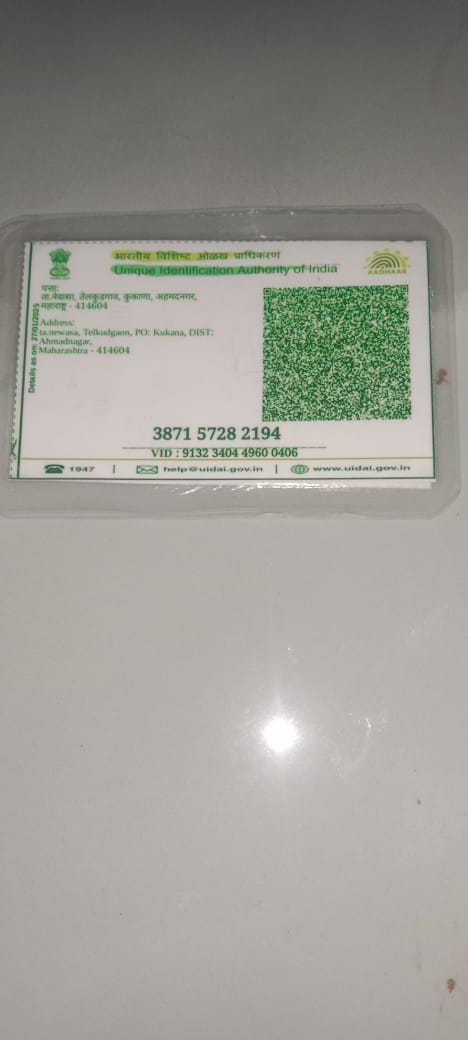 भारतीय विशिष्ट ओळख प्राधिकरण
Unique Identification Authority of India
AADHAAR
Details as on: 27/01/2025
पत्ता:
ता.नेवासा, तेलकुडगाव, कुकाणा, अहमदनगर,
महाराष्ट्र - 414604
Address:
ta.newasa, Telkudgaon, PO: Kukana, DIST:
Ahmadnagar,
Maharashtra - 414604
3871 5728 2194
VID : 9132 3404 4960 0406
1947 | help@uidai.gov.in | www.uidai.gov.in